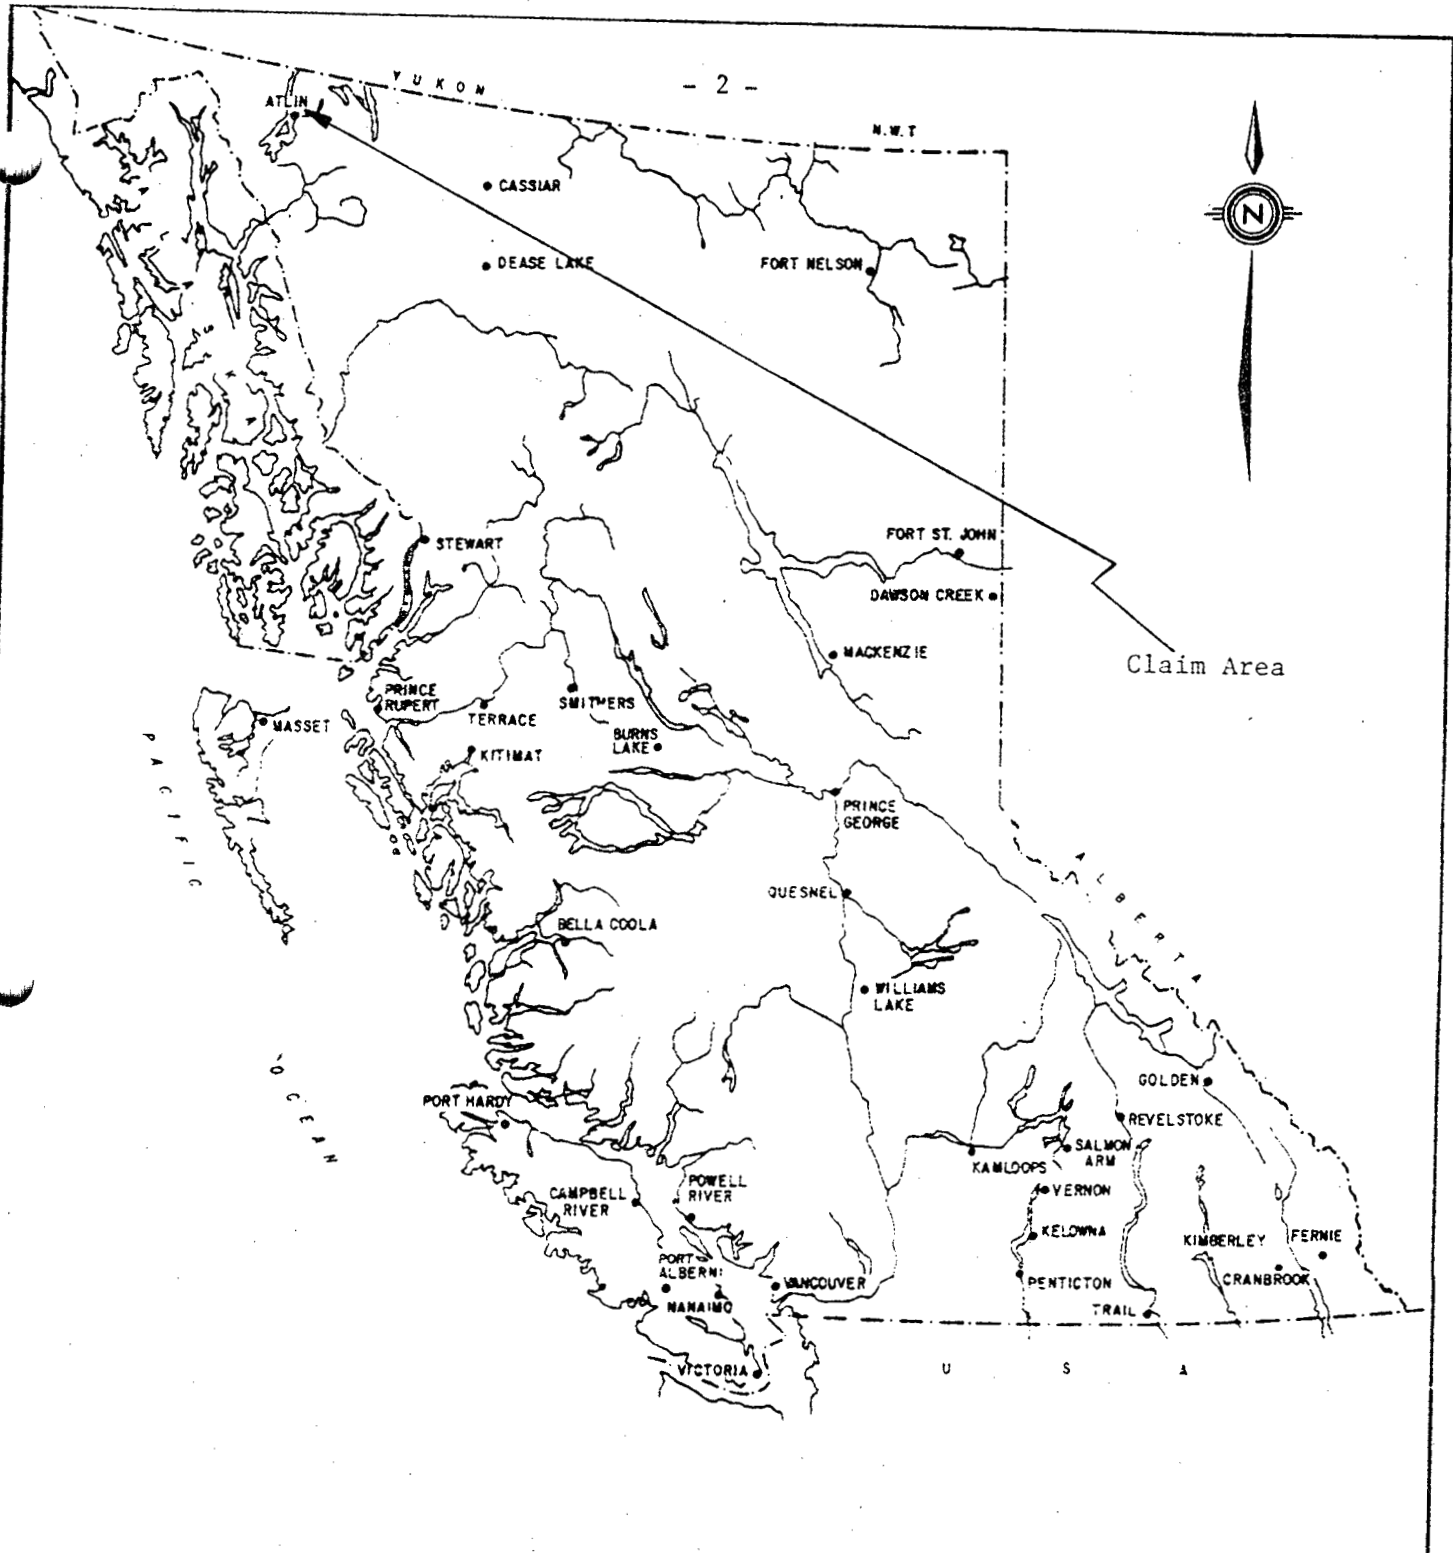 - 2 -
YUKON
N.W.T
ATLIN
CASSIAR
DEASE LAKE
FORT NELSON
N
ALASKA
STEWART
FORT ST. JOHN
DAWSON CREEK
MACKENZIE
Claim Area
PRINCE
RUPERT
TERRACE
SMITHERS
MASSET
BURNS
LAKE
KITIMAT
PACIFIC
PRINCE
GEORGE
ALBERTA
QUESNEL
BELLA COOLA
WILLIAMS
LAKE
OCEAN
GOLDEN
PORT HARDY
REVELSTOKE
SALMON
ARM
KAMLOOPS
POWELL
RIVER
CAMPBELL
RIVER
VERNON
KELOWNA
KIMBERLEY
FERNIE
PORT
ALBERNI
CRANBROOK
PENTICTON
VANCOUVER
NANAIMO
TRAIL
VICTORIA
U S A